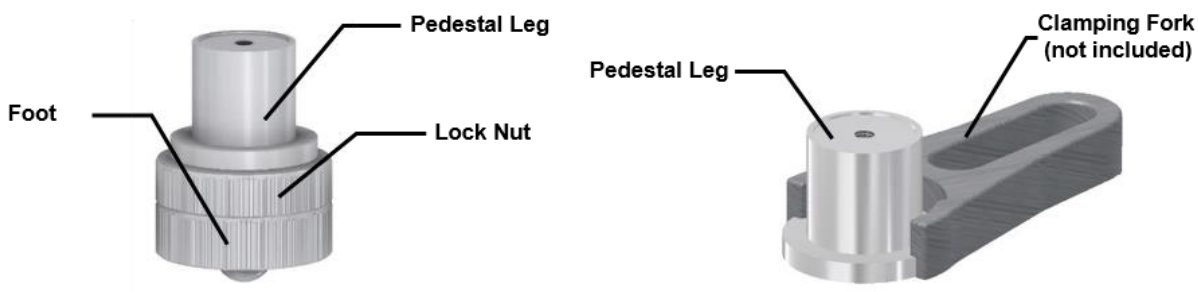 Pedestal Leg
Foot
Lock Nut
Clamping Fork
(not included)
Pedestal Leg